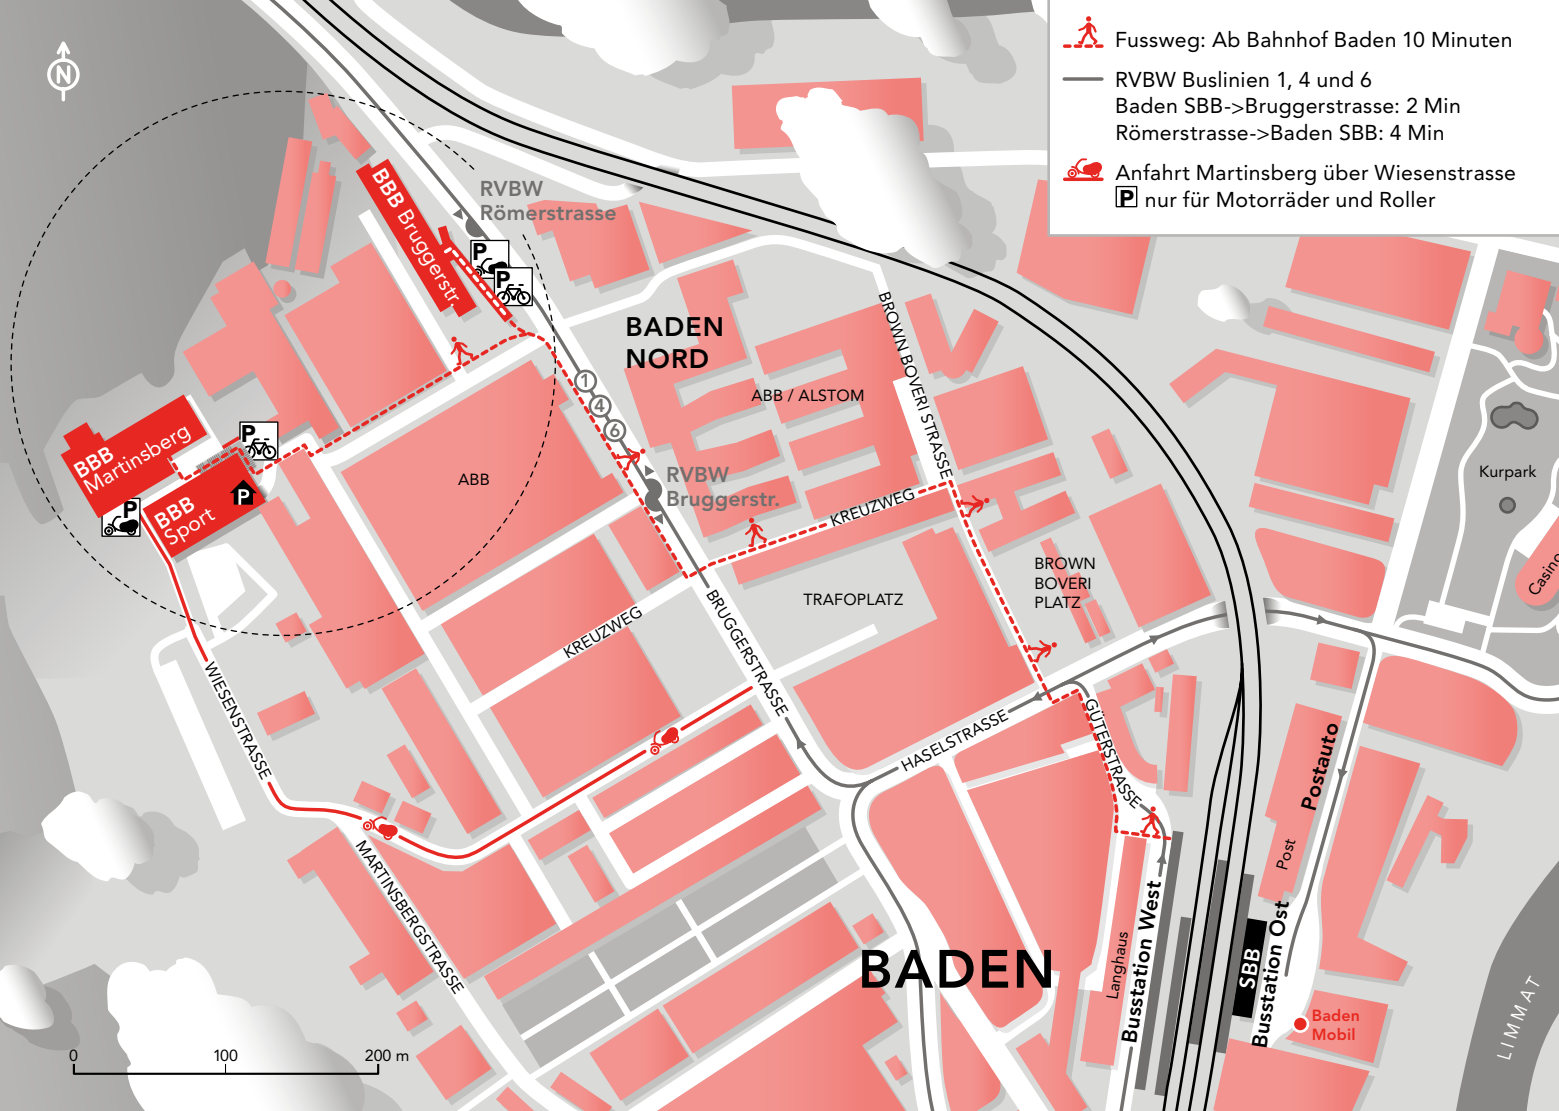 N
Fussweg: Ab Bahnhof Baden 10 Minuten
RVBW Buslinien 1, 4 und 6
Baden SBB->Bruggerstrasse: 2 Min
Römerstrasse->Baden SBB: 4 Min
Anfahrt Martinsberg über Wiesenstrasse
P nur für Motorräder und Roller
BBB Bruggerstr.
RVBW
Römerstrasse
P
P
BADEN
NORD
1
4
6
ABB / ALSTOM
BROWN BOVERI STRASSE
BBB
Martinsberg
P
P
BBB
Sport
P
ABB
RVBW
Bruggerstr.
KREUZWEG
Kurpark
Casino
BROWN
BOVERI
PLATZ
TRAFOPLATZ
KREUZWEG
BRUGGERSTRASSE
WIESENSTRASSE
HASELSTRASSE
GÜTERSTRASSE
Postauto
Post
MARTINSBERGSTRASSE
BADEN
Langhaus
Busstation West
SBB
Busstation Ost
Baden
Mobil
LIMMAT
0 100 200 m